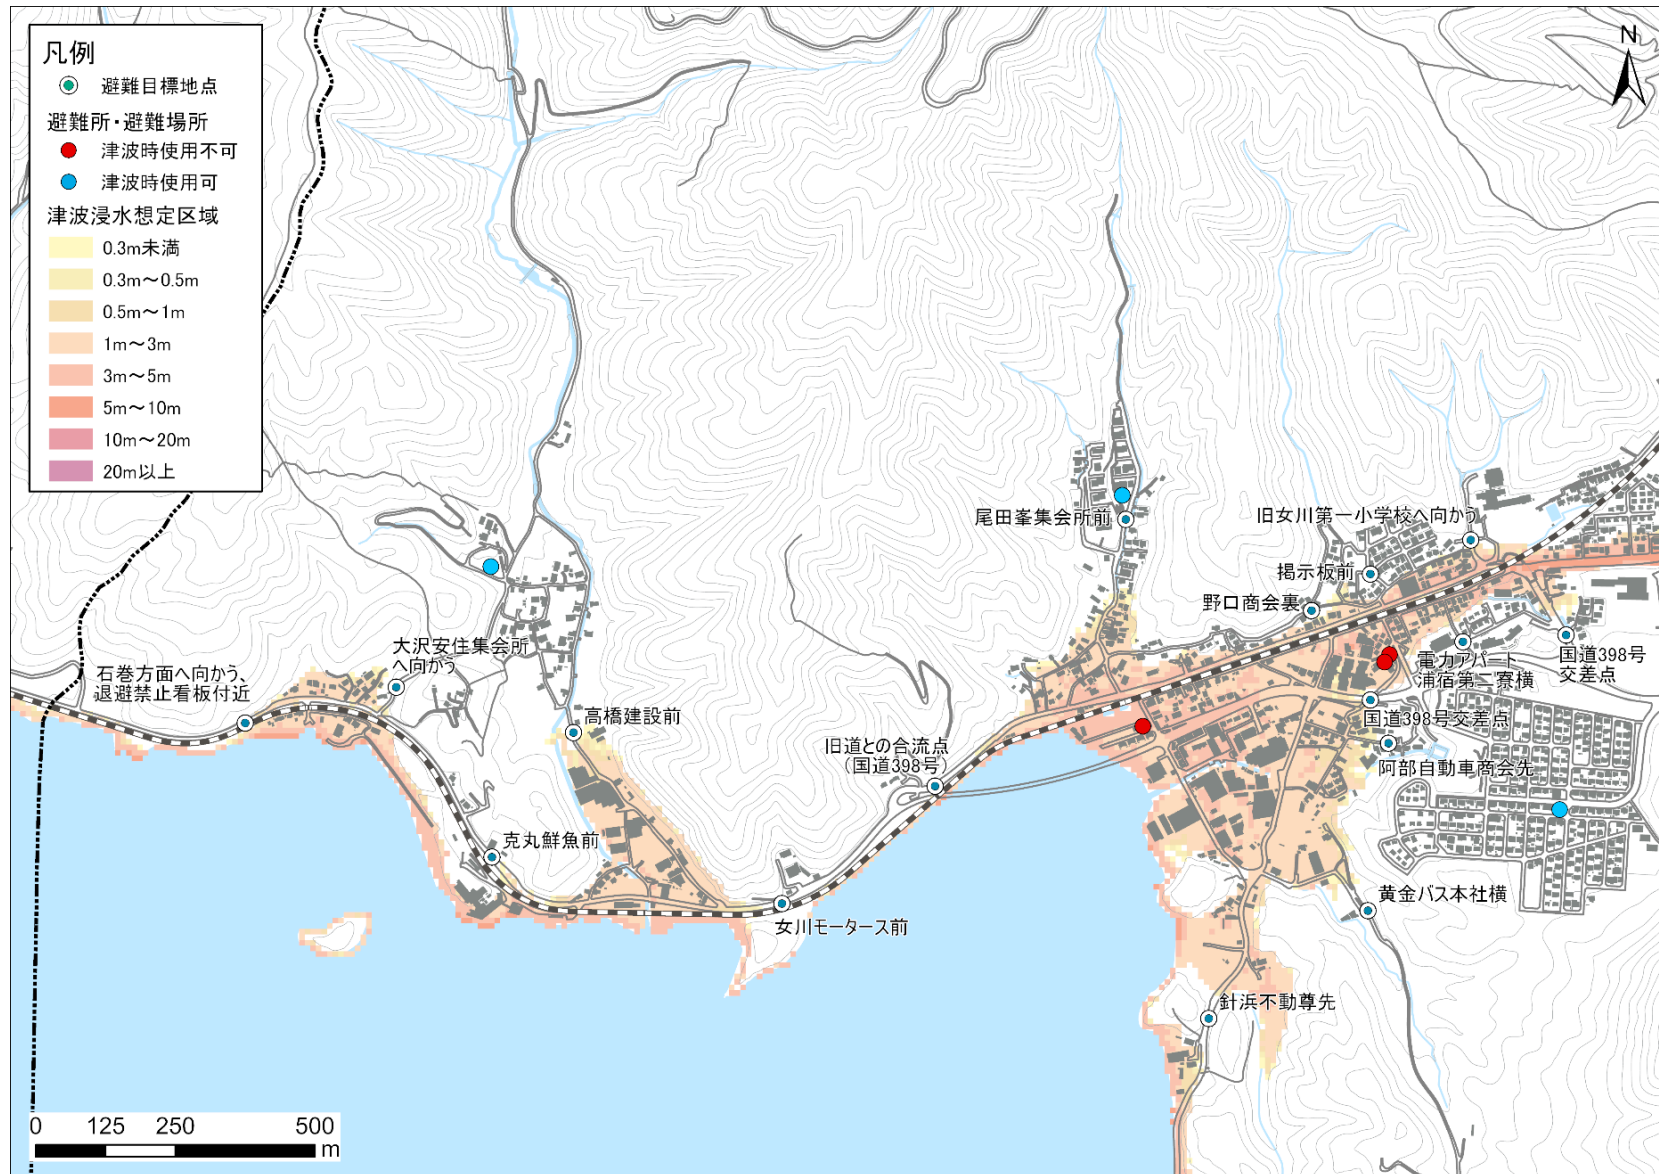 凡例
避難目標地点
避難所・避難場所
津波時使用不可
津波時使用可
津波浸水想定区域
0.3m未満
0.3m～0.5m
0.5m～1m
1m～3m
3m～5m
5m～10m
10m～20m
20m以上
N
尾田峯集会所前
旧女川第一小学校へ向かう
掲示板前
野口商会裏
電力アパート
浦宿第二寮横
国道398号
交差点
大沢安住集会所
へ向かう
石巻方面へ向かう、
退避禁止看板付近
高橋建設前
旧道との合流点
（国道398号）
国道398号交差点
阿部自動車商会先
克丸鮮魚前
女川モータース前
黄金バス本社横
針浜不動尊先
0 125 250 500
m